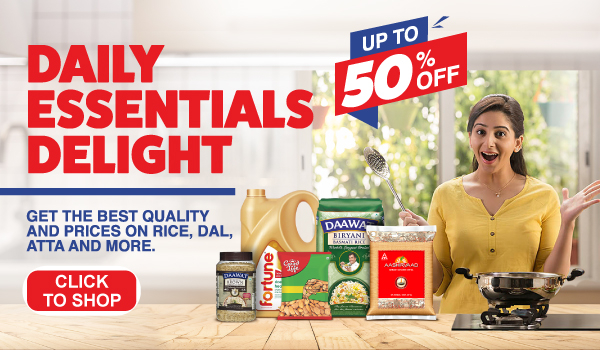 DAILY
ESSENTIALS
DELIGHT
UP TO
50%
OFF
GET THE BEST QUALITY
AND PRICES ON RICE, DAL,
ATTA AND MORE.
CLICK
TO SHOP
DAAWAT
fortune
DAAWAT
BIRYANI
BASMATI RICE
AASHIRVAAD